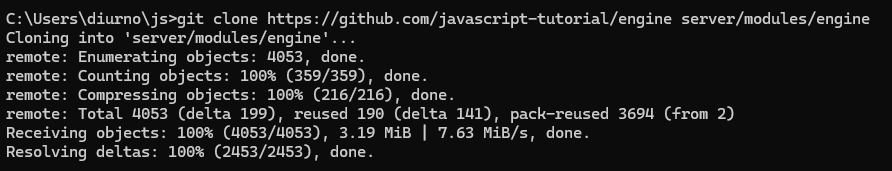 C:\Users\diurno\js>git clone https://github.com/javascript-tutorial/engine server/modules/engine
Cloning into 'server/modules/engine'...
remote: Enumerating objects: 4053, done.
remote: Counting objects: 100% (359/359), done.
remote: Compressing objects: 100% (216/216), done.
remote: Total 4053 (delta 199), reused 190 (delta 141), pack-reused 3694 (from 2)
Receiving objects: 100% (4053/4053), 3.19 MiB | 7.63 MiB/s, done.
Resolving deltas: 100% (2453/2453), done.